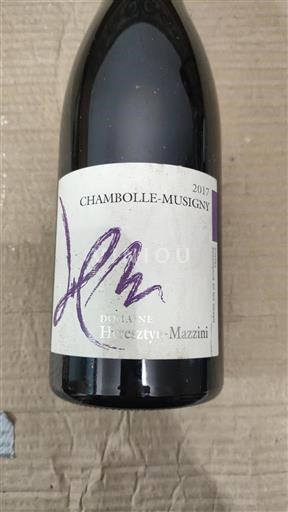 2017
CHAMBOLLE-MUSIGNY
DOMAINE
Heresztyn-Mazzini